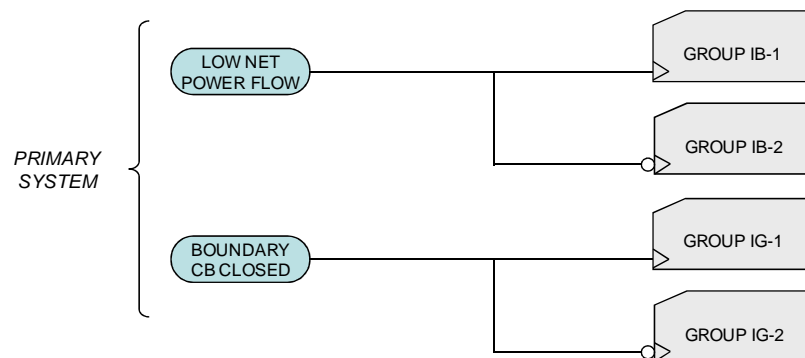 PRIMARY
SYSTEM
LOW NET
POWER FLOW
GROUP IB-1
GROUP IB-2
BOUNDARY
CB CLOSED
GROUP IG-1
GROUP IG-2